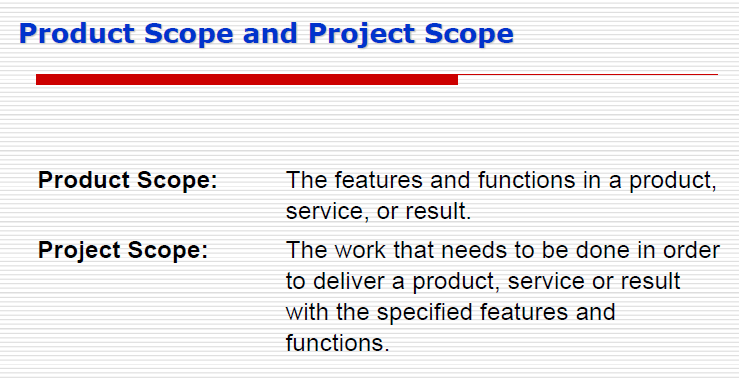 Product Scope and Project Scope
Product Scope: The features and functions in a product,
service, or result.
Project Scope: The work that needs to be done in order
to deliver a product, service or result
with the specified features and
functions.